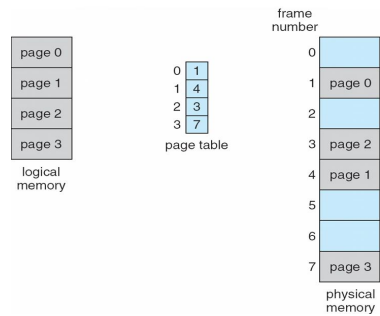 frame
number
page 0
page 1
page 2
page 3
logical
memory
0 1
1 4
2 3
3 7
page table
0
1 page 0
2
3 page 2
4 page 1
5
6
7 page 3
physical
memory